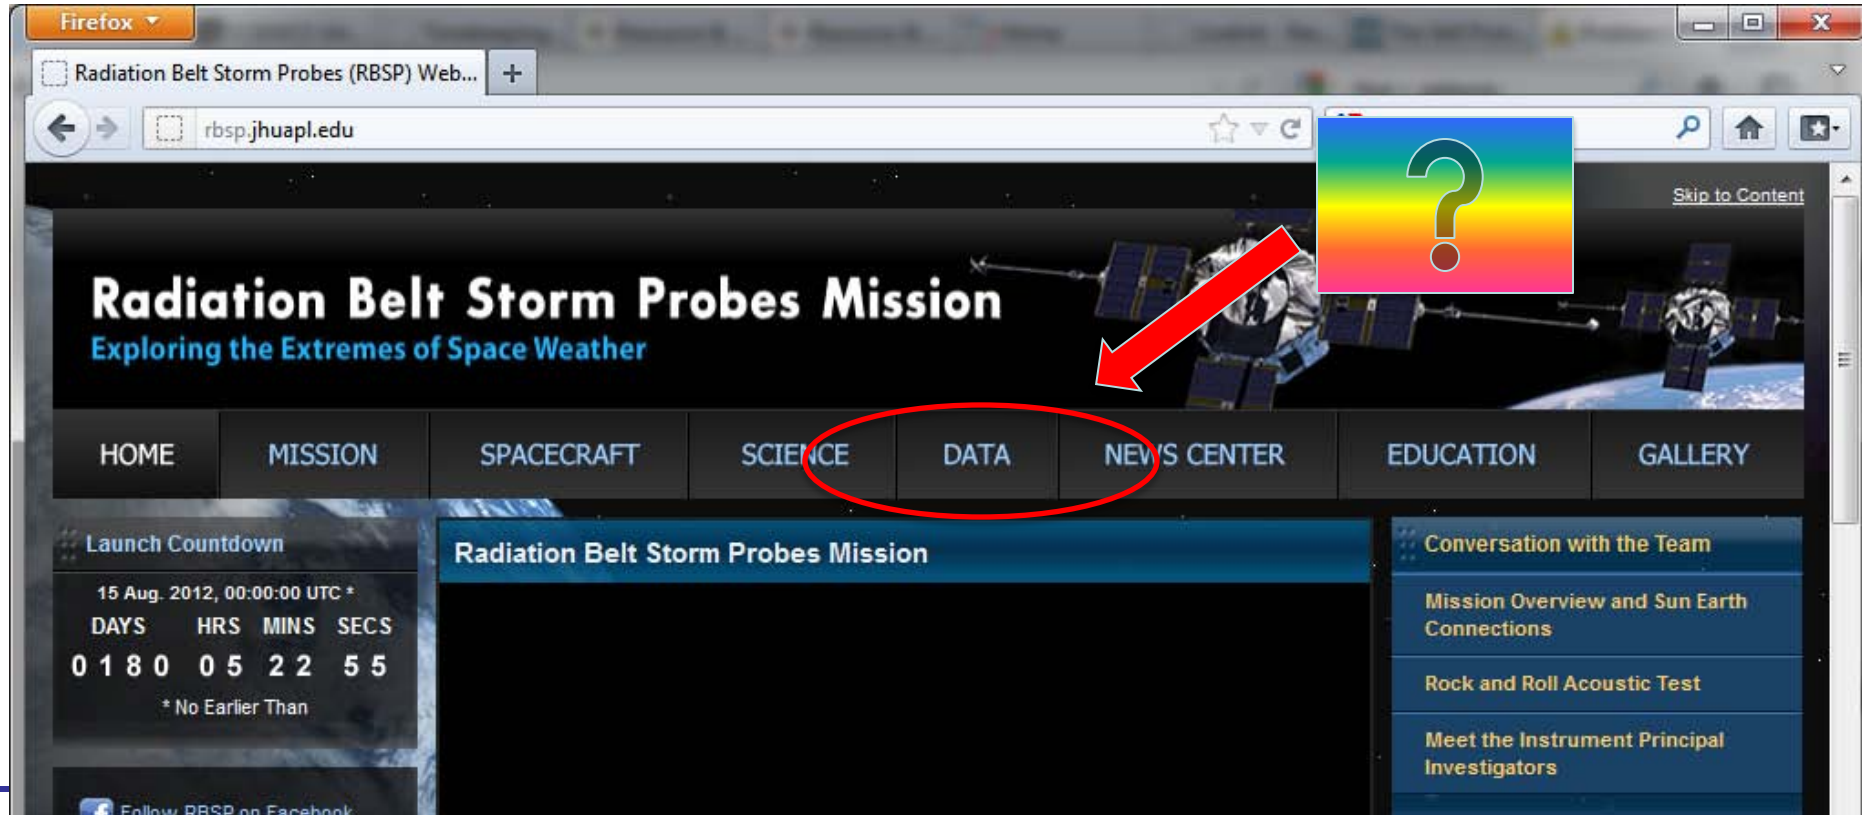 Firefox
Radiation Belt Storm Probes (RBSP) Web...
rbsp.jhuapl.edu
?
Skip to Content
Radiation Belt Storm Probes Mission
Exploring the Extremes of Space Weather
HOME MISSION SPACECRAFT SCIENCE DATA NEWS CENTER EDUCATION GALLERY
Launch Countdown
15 Aug. 2012, 00:00:00 UTC *
DAYS HRS MINS SECS
0180 05 22 55
* No Earlier Than
Follow RBSP on Facebook
Radiation Belt Storm Probes Mission
Conversation with the Team
Mission Overview and Sun Earth
Connections
Rock and Roll Acoustic Test
Meet the Instrument Principal
Investigators